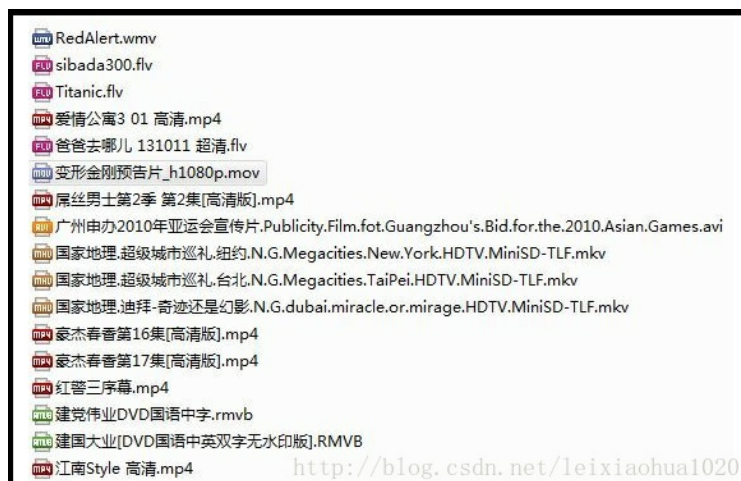 RedAlert.wmv
sibada300.flv
Titanic.flv
爱情公寓3 01 高清.mp4
爸爸去哪儿 131011 超清.flv
变形金刚预告片_h1080p.mov
屌丝男士第2季 第2集[高清版].mp4
广州申办2010年亚运会宣传片.Publicity.Film.fot.Guangzhou's.Bid.for.the.2010.Asian.Games.avi
国家地理.超级城市巡礼.纽约.N.G.Megacities.New.York.HDTV.MiniSD-TLF.mkv
国家地理.超级城市巡礼.台北.N.G.Megacities.TaiPei.HDTV.MiniSD-TLF.mkv
国家地理.迪拜-奇迹还是幻影.N.G.dubai.miracle.or.mirage.HDTV.MiniSD-TLF.mkv
豪杰春香第16集[高清版].mp4
豪杰春香第17集[高清版].mp4
红警三序幕.mp4
建党伟业DVD国语中字.rmvb
建国大业[DVD国语中英双字无水印版].RMVB
江南Style 高清.mp4
http://blog.csdn.net/leixiaohua1020